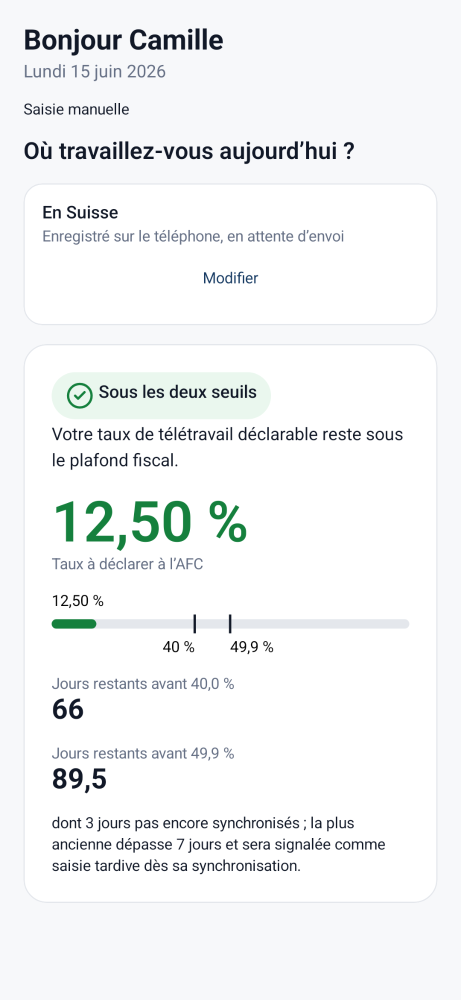 Bonjour Camille
Lundi 15 juin 2026
Saisie manuelle
Où travaillez-vous aujourd’hui ?
En Suisse
Enregistré sur le téléphone, en attente d’envoi
Modifier
Sous les deux seuils
Votre taux de télétravail déclarable reste sous
le plafond fiscal.
12,50 %
Taux à déclarer à l’AFC
12,50 %
40 % 49,9 %
Jours restants avant 40,0 %
66
Jours restants avant 49,9 %
89,5
dont 3 jours pas encore synchronisés ; la plus
ancienne dépasse 7 jours et sera signalée comme
saisie tardive dès sa synchronisation.